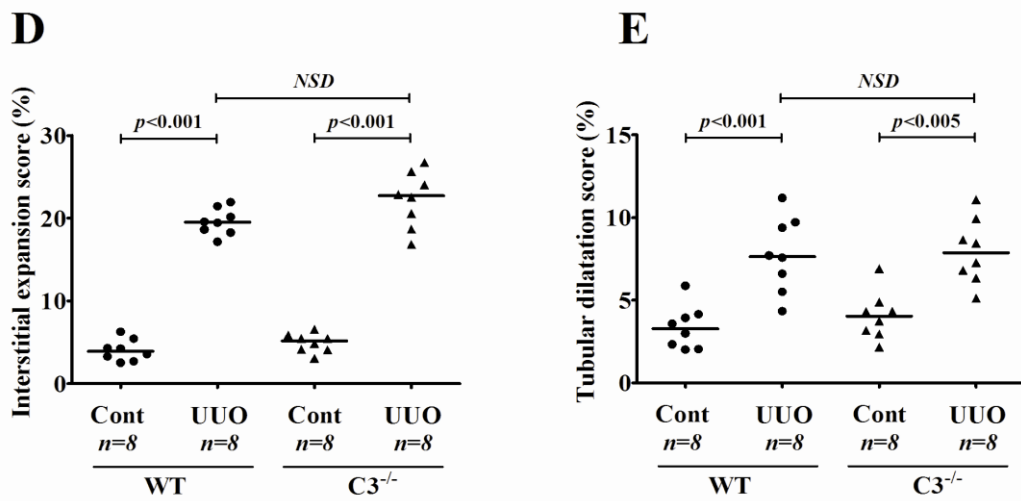 D
NSD
p<0.001
p<0.001
Interstitial expansion score (%)
30
20
10
0
Cont
UUO
Cont
UUO
n=8
n=8
n=8
n=8
WT
C3-/-
E
NSD
p<0.001
p<0.005
Tubular dilatation score (%)
15
10
5
0
Cont
UUO
Cont
UUO
n=8
n=8
n=8
n=8
WT
C3-/-